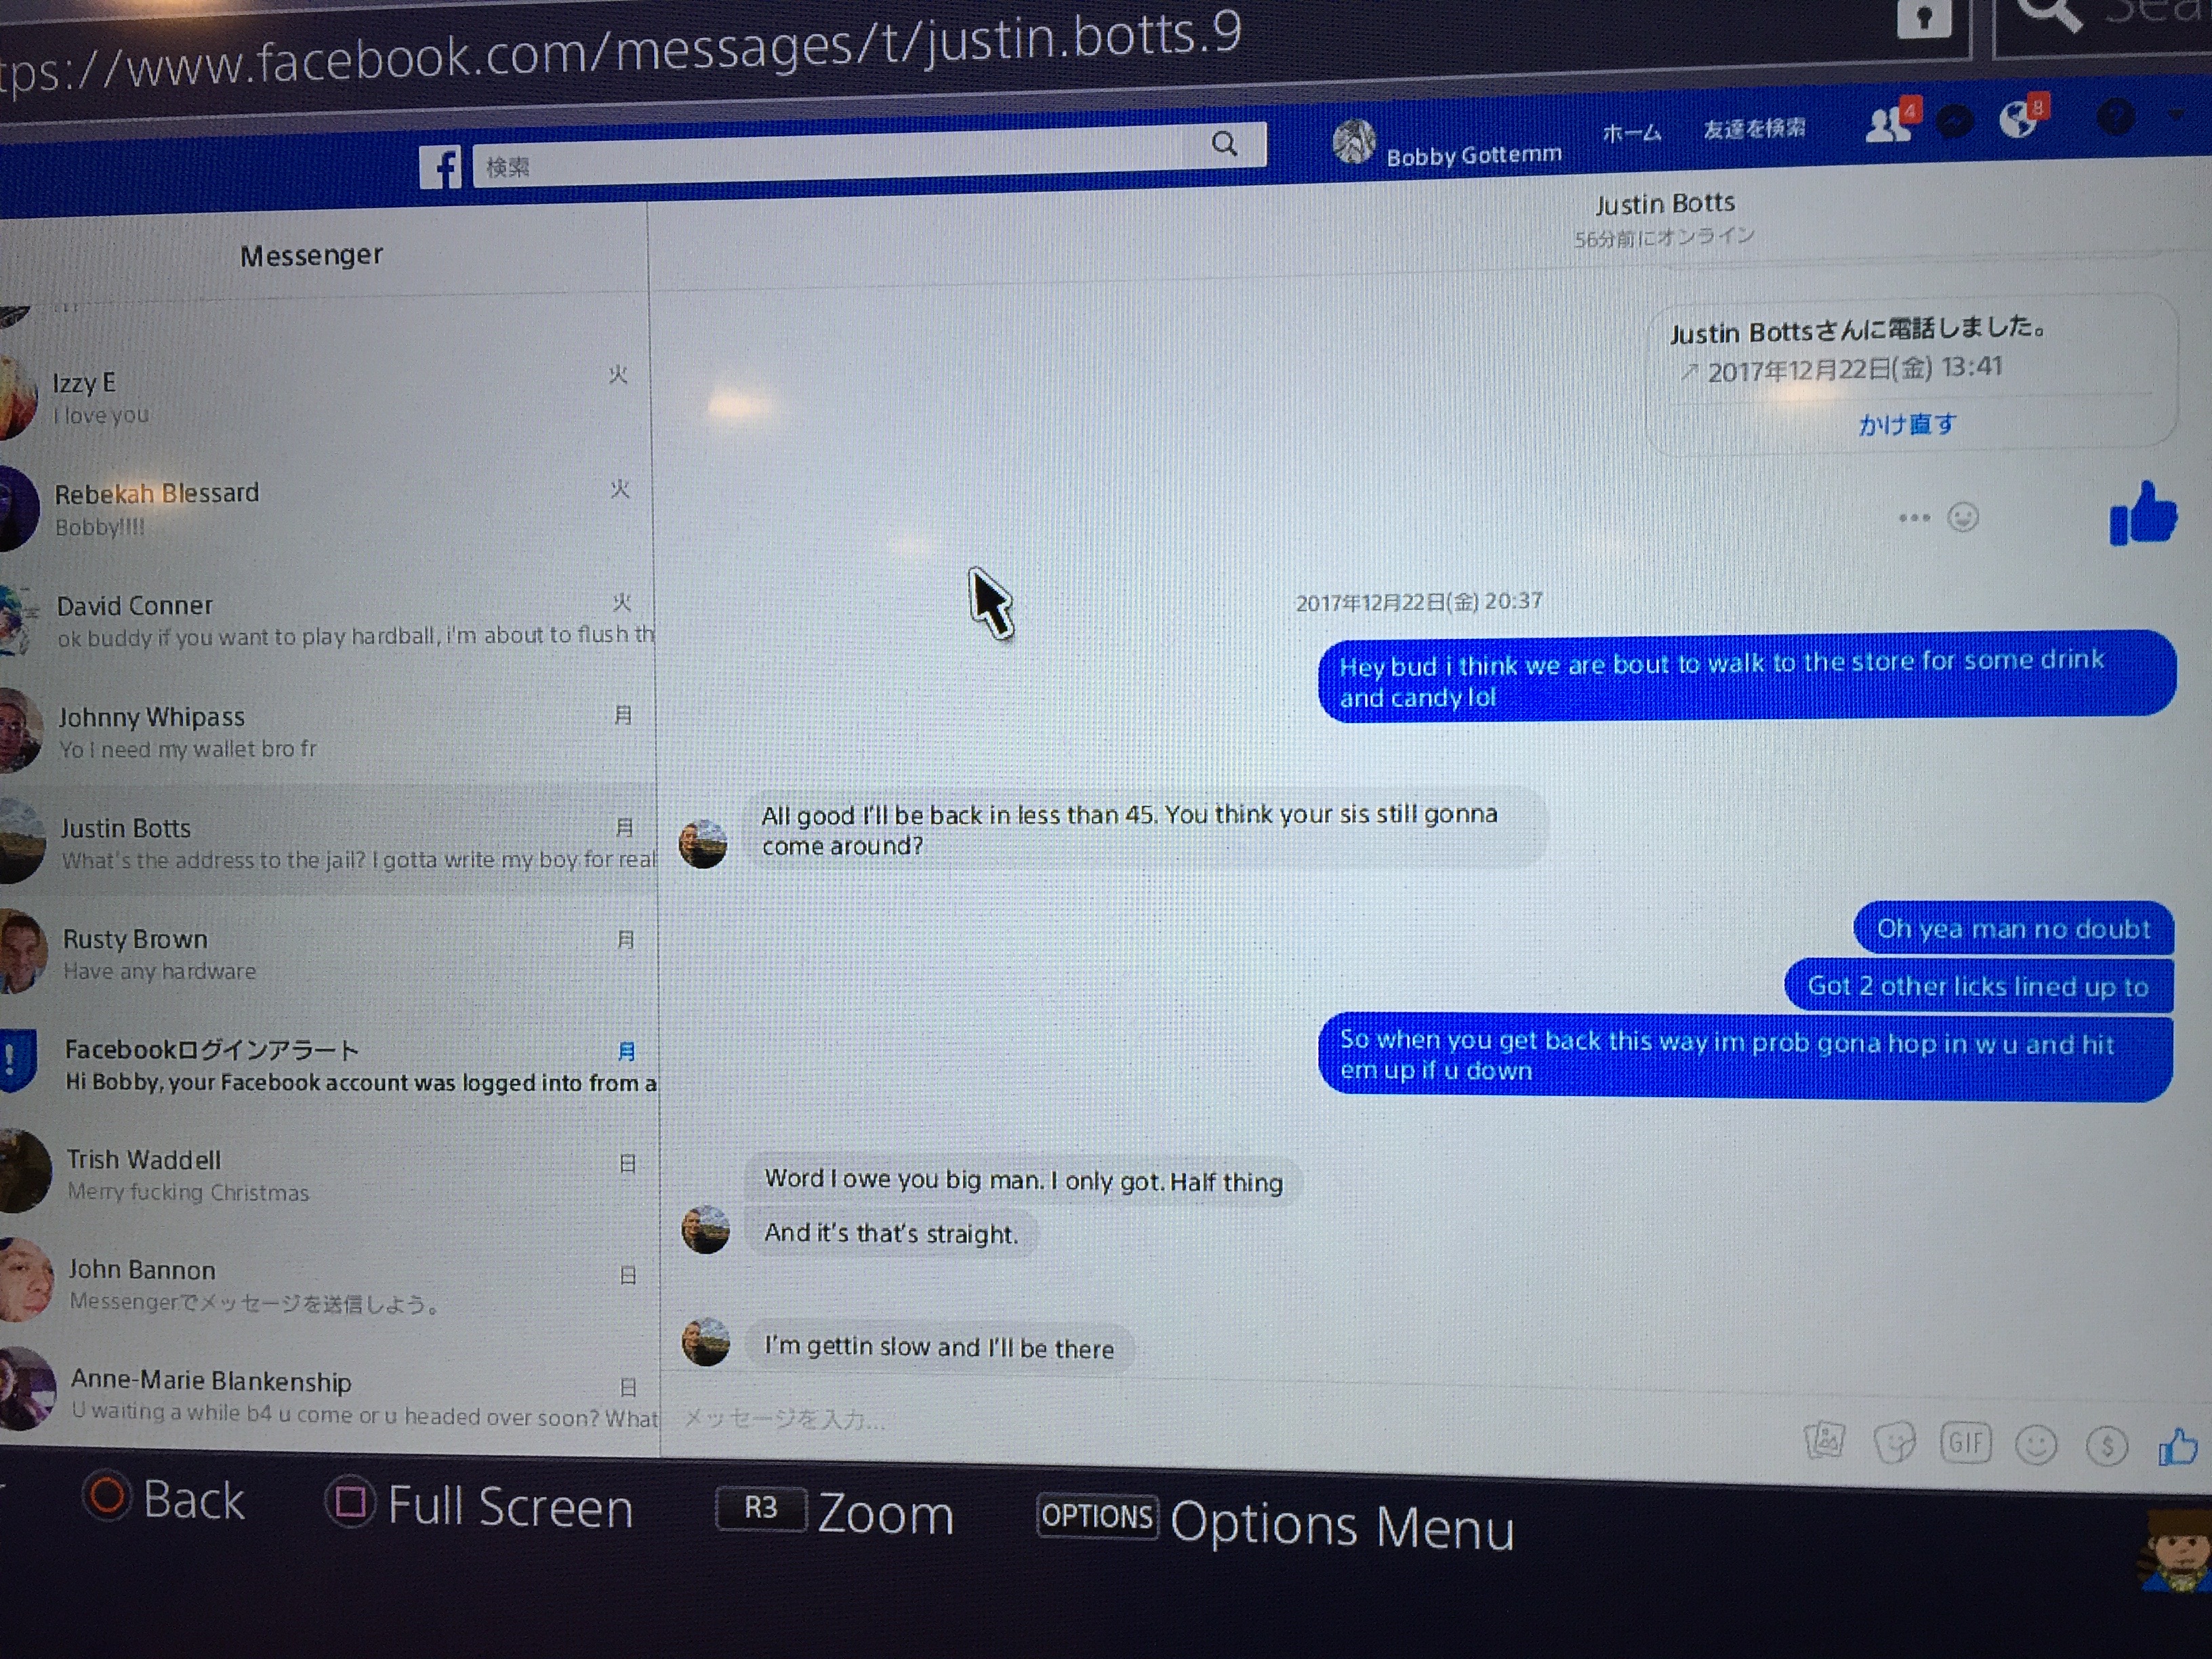 tps://www.facebook.com/messages/t/justin.botts.9
Sea
f
検索
Bobby Gottemm
ホーム
友達を検索
4
8
Messenger
Justin Botts
56分前にオンライン
Izzy E
火
I love you
Rebekah Blessard
火
Bobby!!!!
David Conner
火
ok buddy if you want to play hardball, i'm about to flush th
Johnny Whipass
月
Yo I need my wallet bro fr
Justin Botts
月
What's the address to the jail? I gotta write my boy for real
Rusty Brown
月
Have any hardware
Facebookログインアラート
月
Hi Bobby, your Facebook account was logged into from a
Trish Waddell
日
Merry fucking Christmas
John Bannon
日
Messengerでメッセージを送信しよう。
Anne-Marie Blankenship
日
U waiting a while b4 u come or u headed over soon? What
Justin Bottsさんに電話しました。
2017年12月22日(金) 13:41
かけ直す
2017年12月22日(金) 20:37
Hey bud i think we are bout to walk to the store for some drink
and candy lol
All good I'll be back in less than 45. You think your sis still gonna
come around?
Oh yea man no doubt
Got 2 other licks lined up to
So when you get back this way im prob gona hop in w u and hit
em up if u down
Word I owe you big man. I only got. Half thing
And it's that's straight.
I'm gettin slow and I'll be there
メッセージを入力...
GIF
$
Back
Full Screen
R3 Zoom
OPTIONS Options Menu